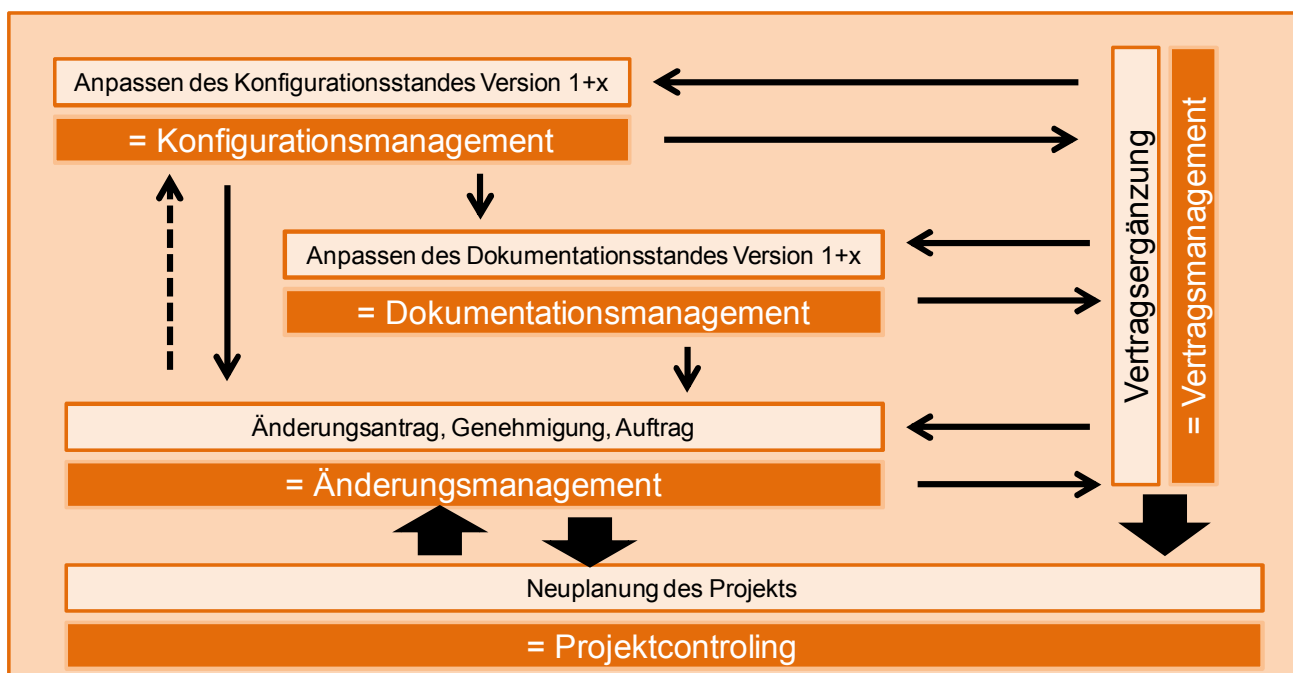 Anpassen des Konfigurationsstandes Version 1+x
= Konfigurationsmanagement
Anpassen des Dokumentationsstandes Version 1+x
= Dokumentationsmanagement
Änderungsantrag, Genehmigung, Auftrag
= Änderungsmanagement
Vertragsergänzung
= Vertragsmanagement
Neuplanung des Projekts
= Projektcontroling